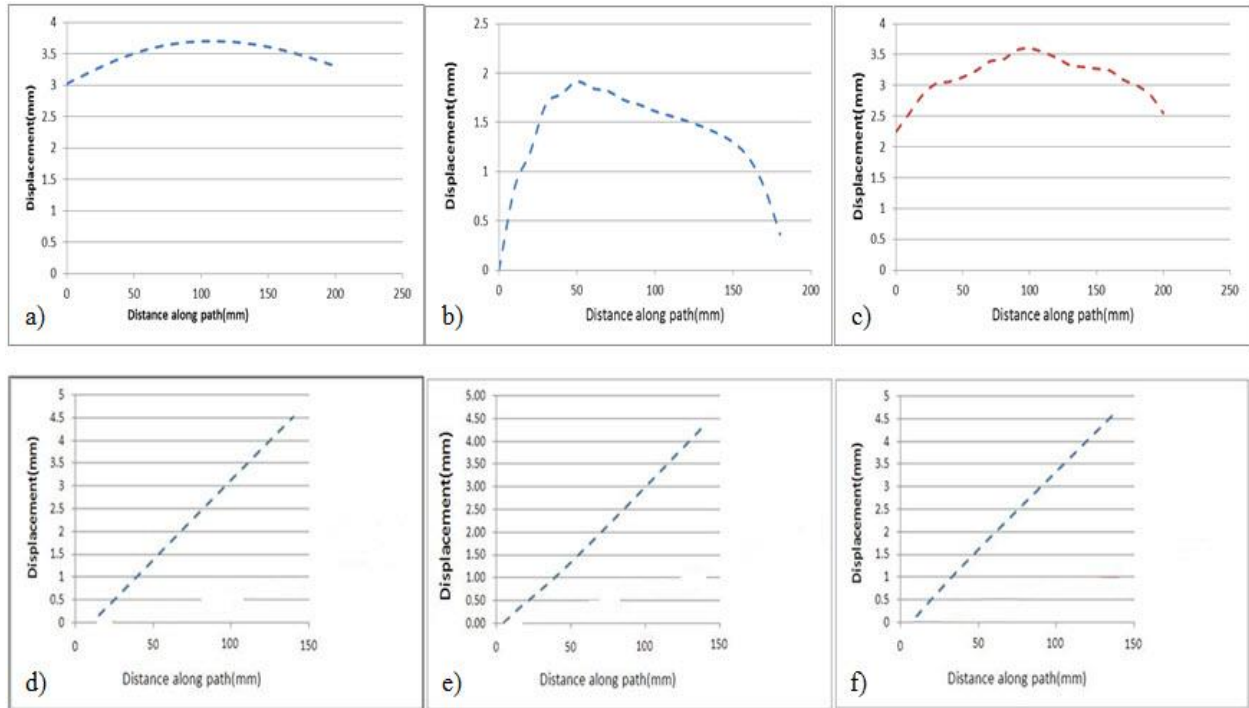 Displacement(mm)
4
3.5
3
2.5
2
1.5
1
0.5
0
0 50 100 150 200 250
Distance along path(mm)
a)
Displacement(mm)
2.5
2
1.5
1
0.5
0
0 50 100 150 200
Distance along path(mm)
b)
Displacement(mm)
4
3.5
3
2.5
2
1.5
1
0.5
0
0 50 100 150 200 250
Distance along path(mm)
c)
Displacement(mm)
5
4.5
4
3.5
3
2.5
2
1.5
1
0.5
0
0 50 100 150
Distance along path(mm)
d)
Displacement(mm)
5.00
4.50
4.00
3.50
3.00
2.50
2.00
1.50
1.00
0.50
0.00
0 50 100 150
Distance along path(mm)
e)
Displacement(mm)
5
4.5
4
3.5
3
2.5
2
1.5
1
0.5
0
0 50 100 150
Distance along path(mm)
f)